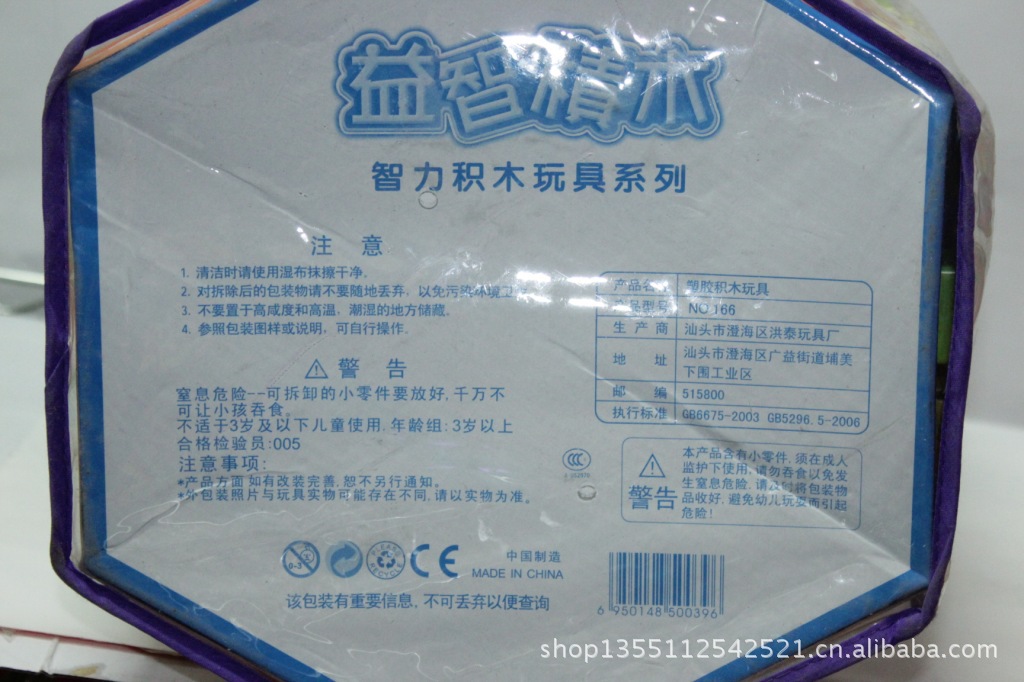 益智積木
智力积木玩具系列
注 意
1. 清洁时请使用湿布抹擦干净.
2. 对拆除后的包装物请不要随地丢弃, 以免污染环境卫生.
3. 不要置于高咸度和高温, 潮湿的地方储藏.
4. 参照包装图样或说明, 可自行操作.
警 告
窒息危险--可拆卸的小零件要放好, 千万不
可让小孩吞食.
不适于3岁及以下儿童使用. 年龄组: 3岁以上
合格检验员: 005
注意事项:
*产品方面如有改装完善, 恕不另行通知。
*外包装照片与玩具实物可能存在不同, 请以实物为准。
产品名称 塑胶积木玩具
产品型号 NO.166
生产商 汕头市澄海区洪泰玩具厂
地 址 汕头市澄海区广益街道埔美
下围工业区
邮 编 515800
执行标准 GB6675-2003 GB5296.5-2006
警告
本产品含有小零件, 须在成人
监护下使用, 请勿吞食以免发
生窒息危险. 请及时将包装物
品收好, 避免幼儿玩耍而引起
危险!
CCC
0-3
PLEASE RECYCLE
CE
中国制造
MADE IN CHINA
该包装有重要信息, 不可丢弃以便查询
6 950148 500396
shop1355112542521.cn.alibaba.com